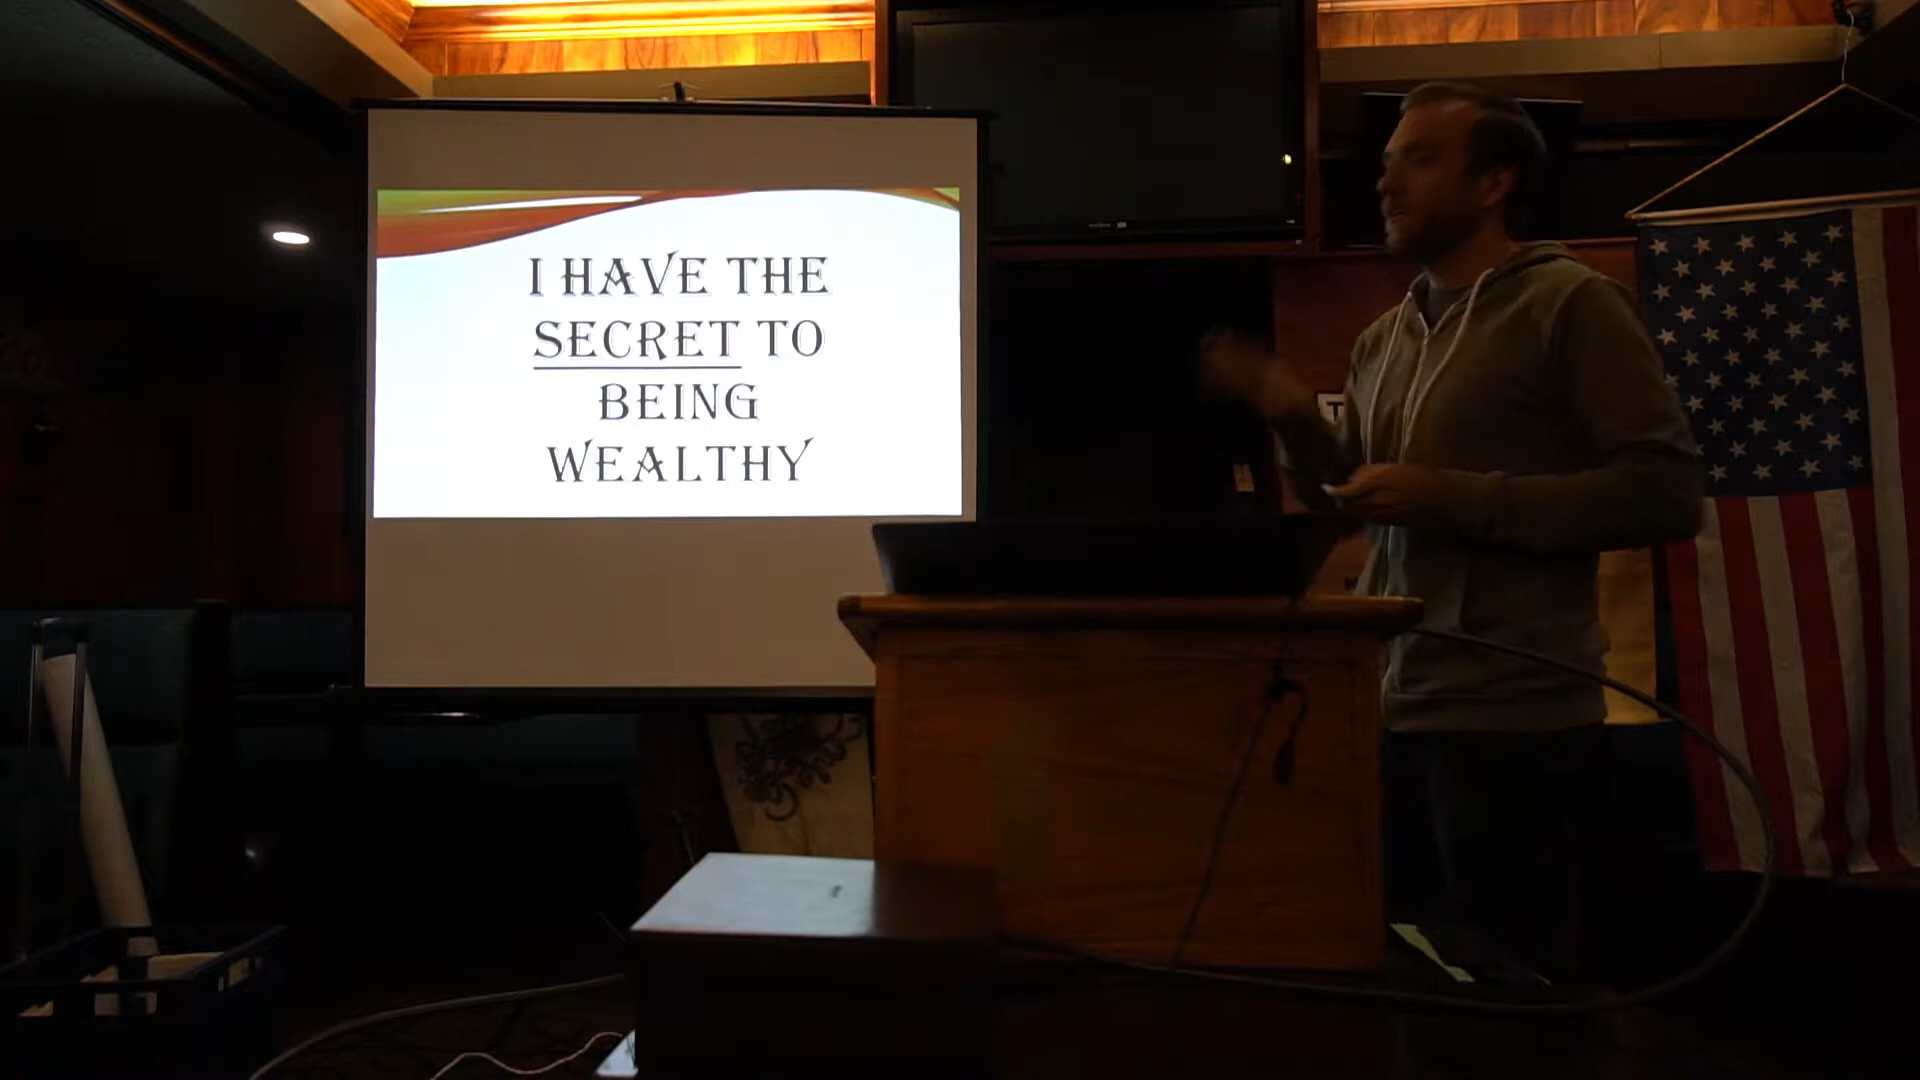 I HAVE THE
SECRET TO
BEING
WEALTHY